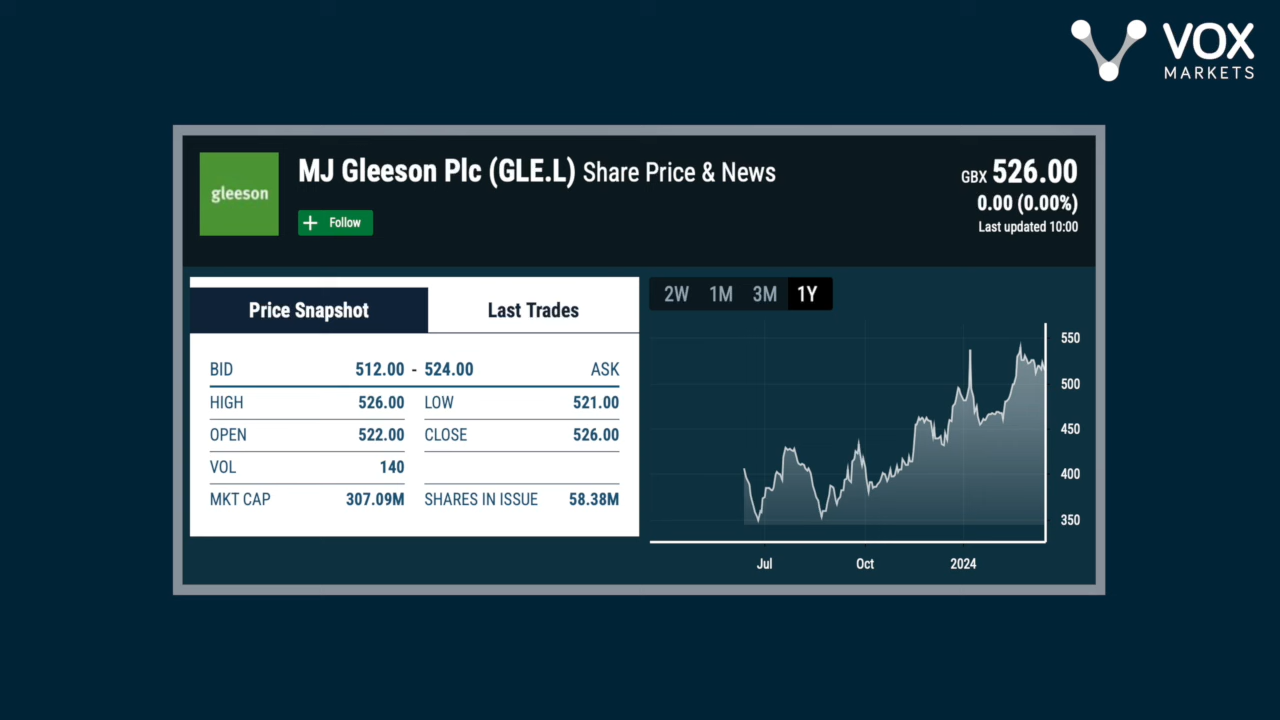 VOX
MARKETS
gleeson
MJ Gleeson Plc (GLE.L) Share Price & News
+ Follow
GBX 526.00
0.00 (0.00%)
Last updated 10:00
Price Snapshot
Last Trades
BID 512.00 - 524.00 ASK
HIGH 526.00 LOW 521.00
OPEN 522.00 CLOSE 526.00
VOL 140
MKT CAP 307.09M SHARES IN ISSUE 58.38M
2W 1M 3M 1Y
550
500
450
400
350
Jul Oct 2024